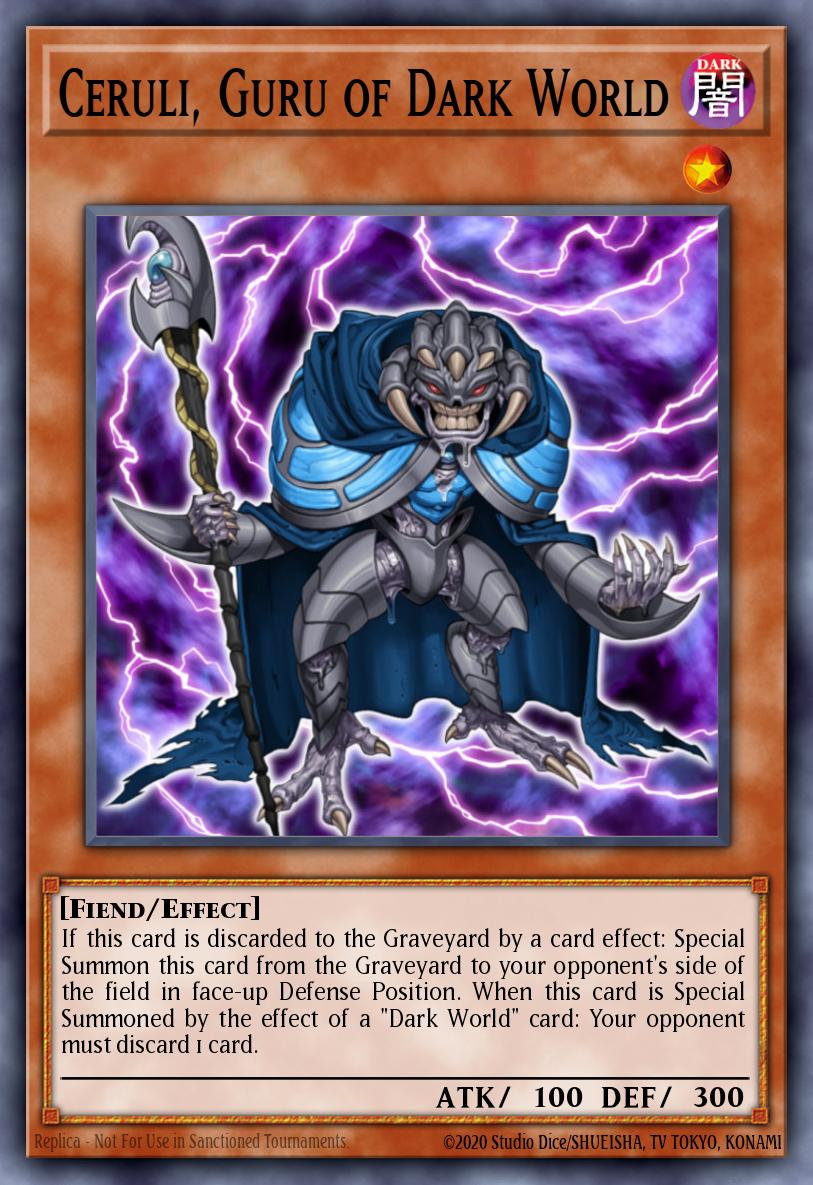 Ceruli, Guru of Dark World
DARK
闇
[Fiend/Effect]
If this card is discarded to the Graveyard by a card effect: Special
Summon this card from the Graveyard to your opponent's side of
the field in face-up Defense Position. When this card is Special
Summoned by the effect of a "Dark World" card: Your opponent
must discard 1 card.
ATK/ 100 DEF/ 300
Replica - Not For Use in Sanctioned Tournaments.
©2020 Studio Dice/SHUEISHA, TV TOKYO, KONAMI